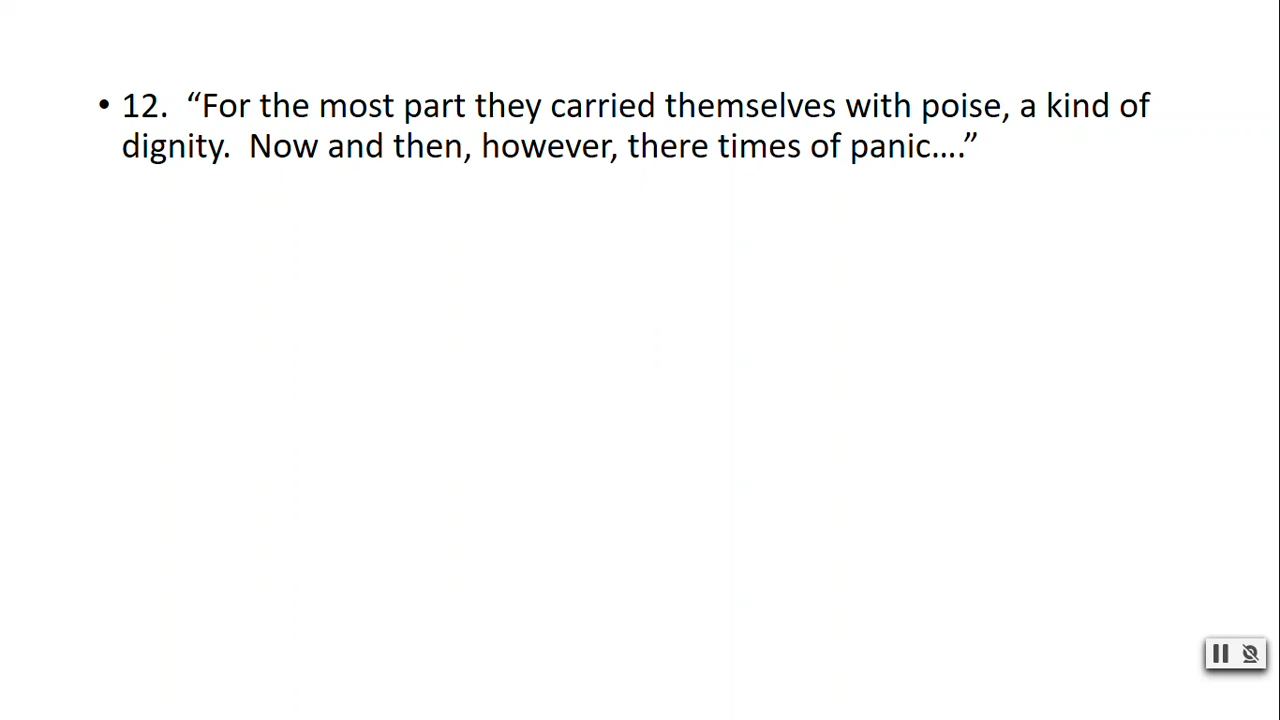 • 12.  “For the most part they carried themselves with poise, a kind of
dignity.  Now and then, however, there times of panic….”